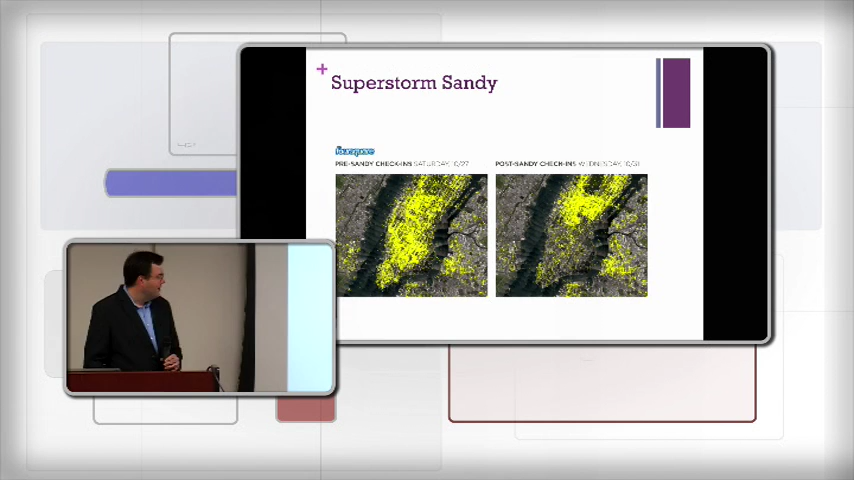 +
Superstorm Sandy
foursquare
PRE-SANDY CHECK-INS SATURDAY, 10/27
POST-SANDY CHECK-INS WEDNESDAY, 10/31